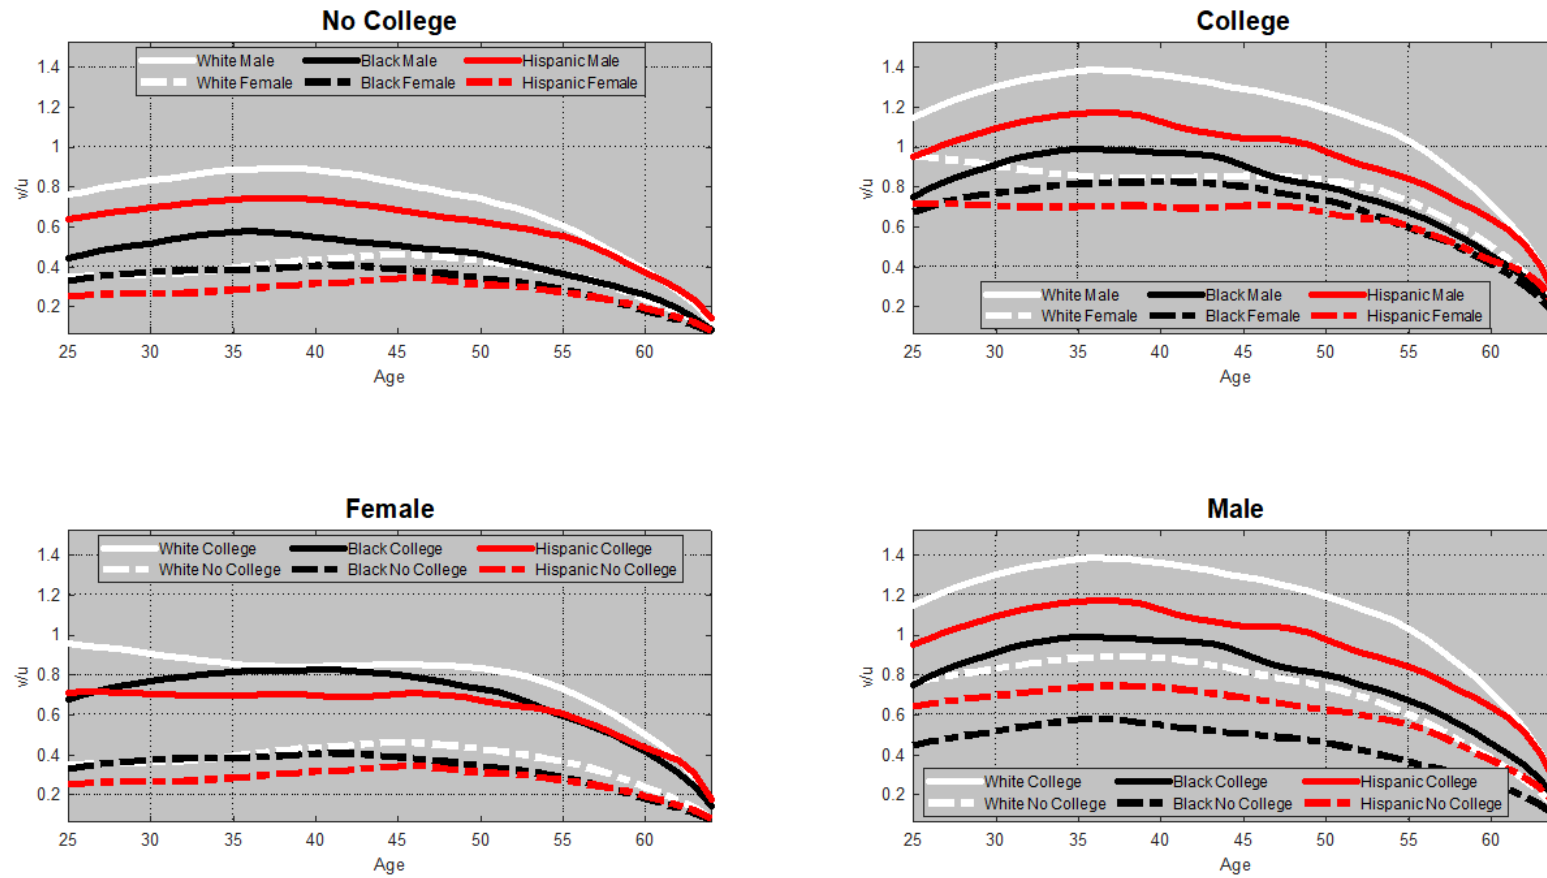 No College
White Male Black Male Hispanic Male
White Female Black Female Hispanic Female
1.4
1.2
1
0.8
0.6
0.4
0.2
v/u
25 30 35 40 45 50 55 60
Age
College
1.4
1.2
1
0.8
0.6
0.4
0.2
v/u
White Male Black Male Hispanic Male
White Female Black Female Hispanic Female
25 30 35 40 45 50 55 60
Age
Female
White College Black College Hispanic College
White No College Black No College Hispanic No College
1.4
1.2
1
0.8
0.6
0.4
0.2
v/u
25 30 35 40 45 50 55 60
Age
Male
1.4
1.2
1
0.8
0.6
0.4
0.2
v/u
White College Black College Hispanic College
White No College Black No College Hispanic No College
25 30 35 40 45 50 55 60
Age